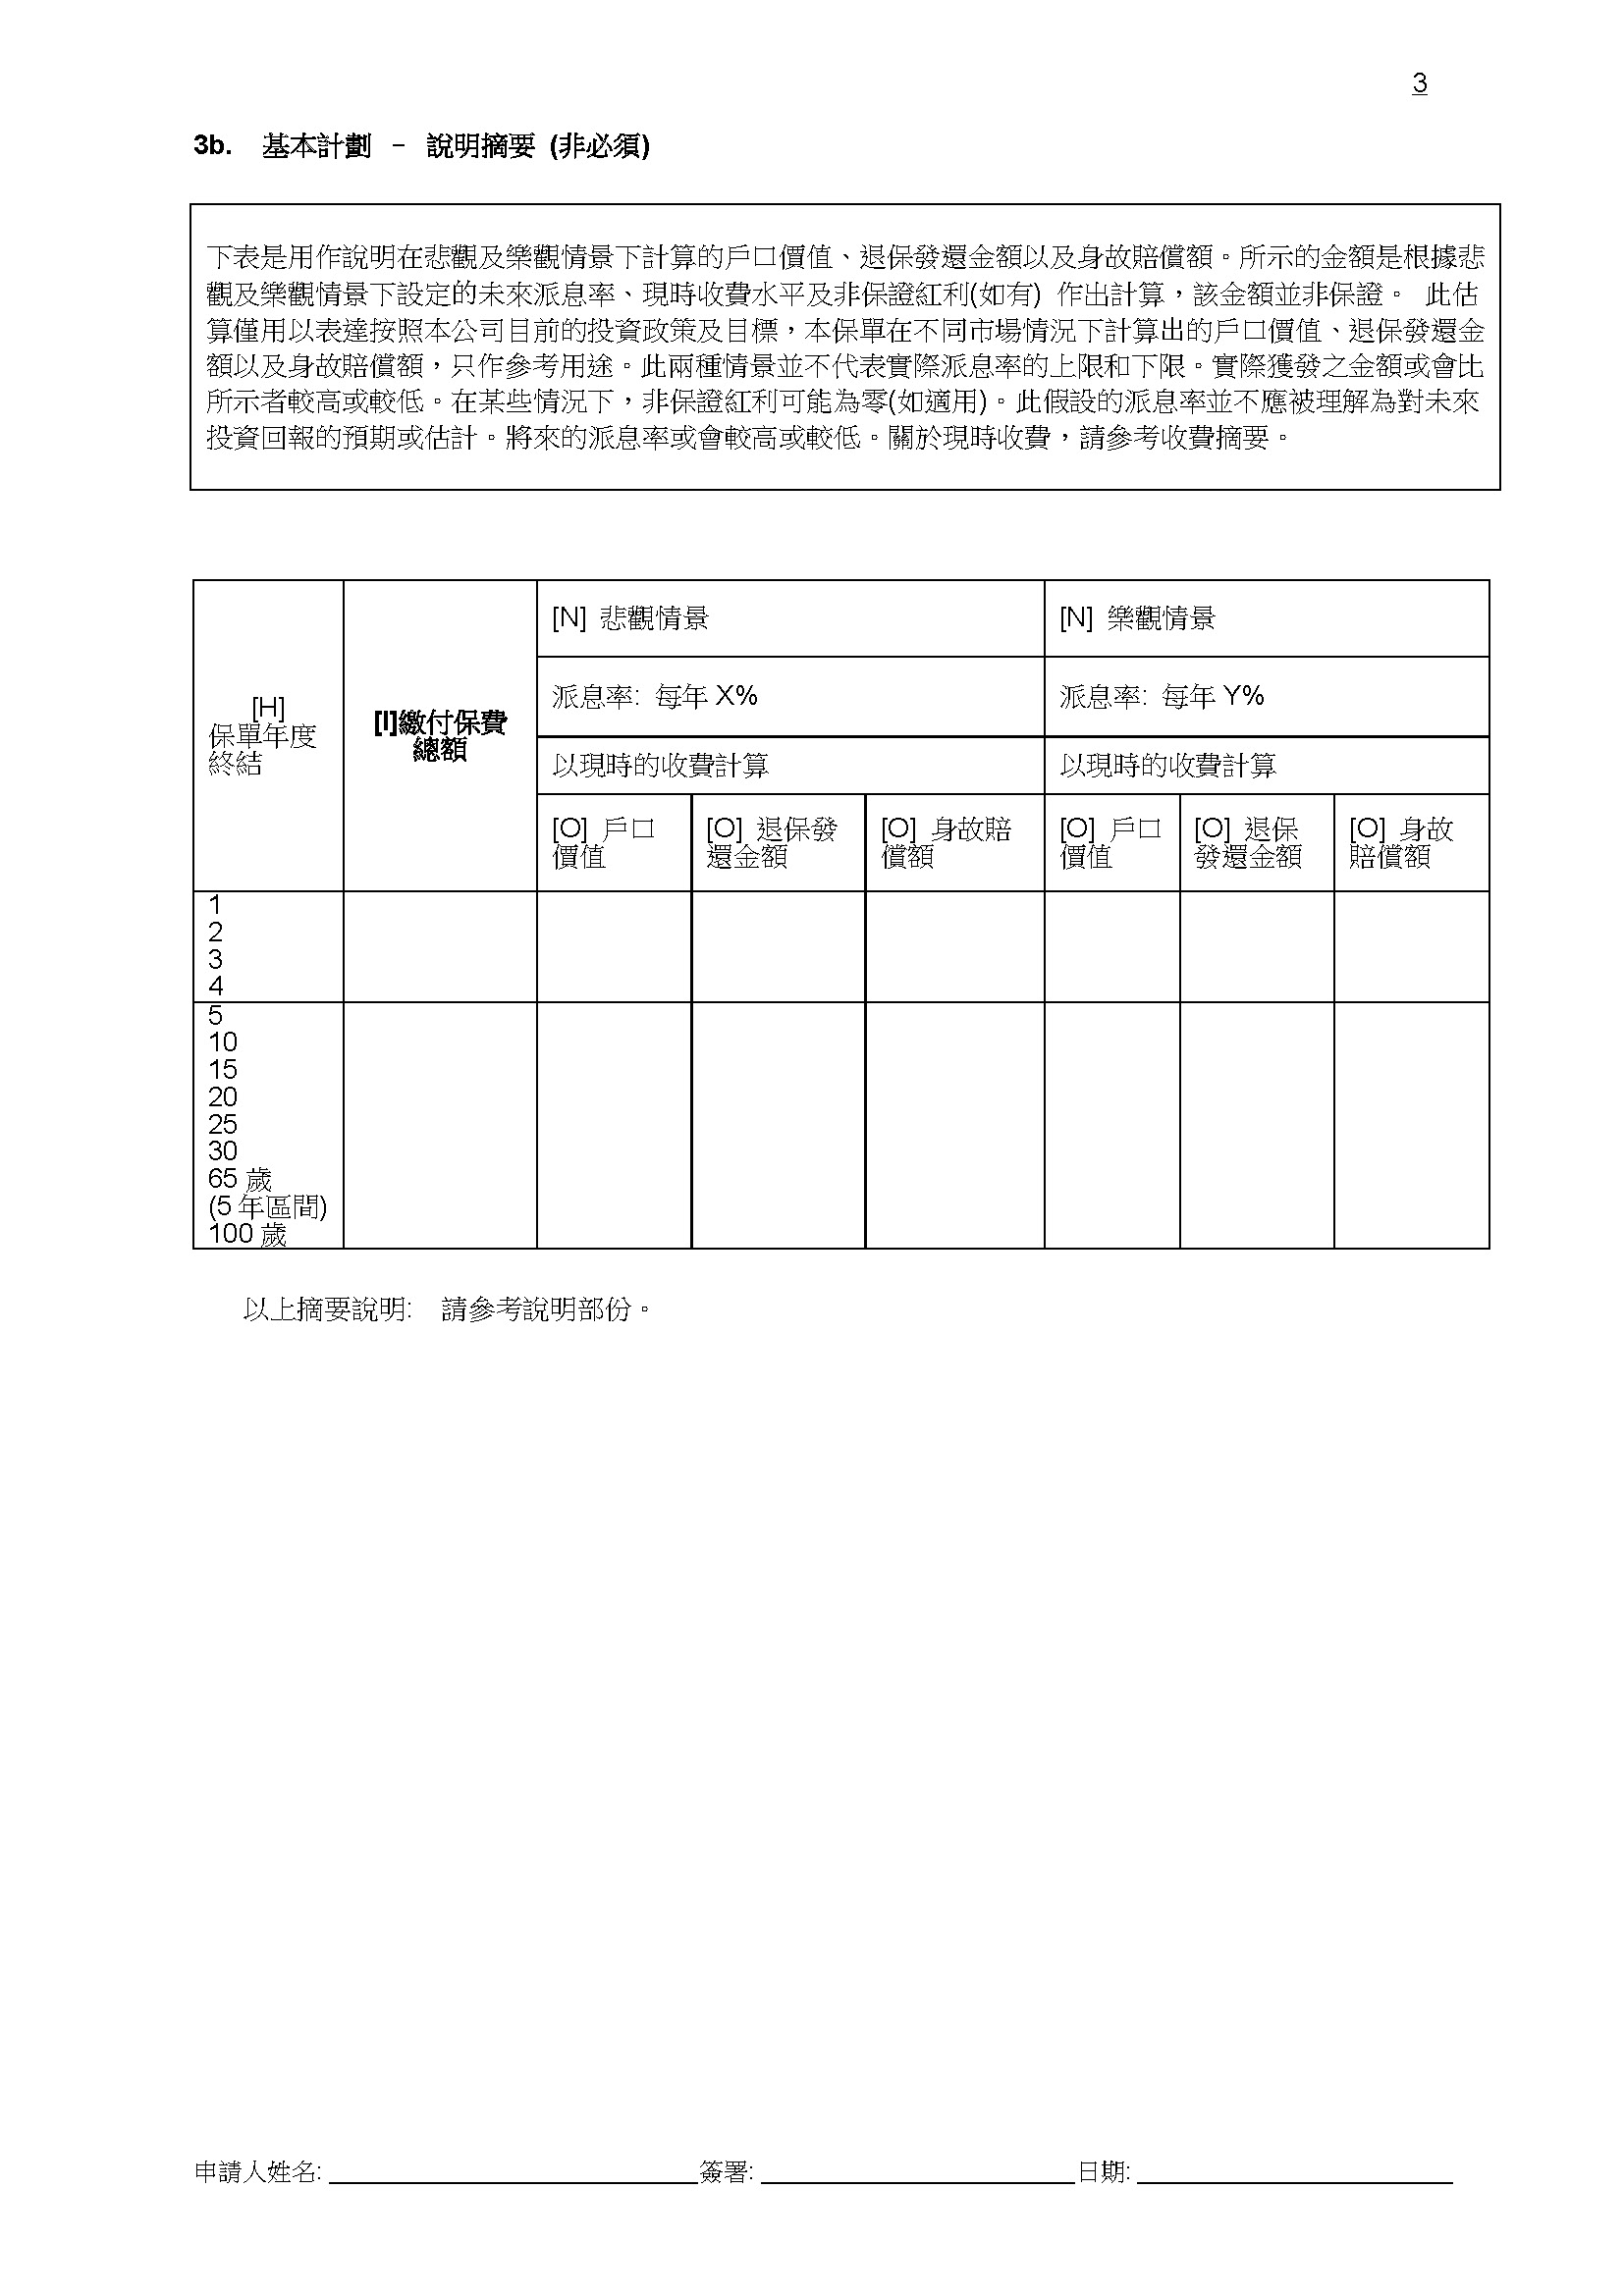 3
3b. 基本計劃 – 說明摘要 (非必須)
下表是用作說明在悲觀及樂觀情景下計算的戶口價值、退保發還金額以及身故賠償額。所示的金額是根據悲
觀及樂觀情景下設定的未來派息率、現時收費水平及非保證紅利(如有) 作出計算，該金額並非保證。 此估
算僅用以表達按照本公司目前的投資政策及目標，本保單在不同市場情況下計算出的戶口價值、退保發還金
額以及身故賠償額，只作參考用途。此兩種情景並不代表實際派息率的上限和下限。實際獲發之金額或會比
所示者較高或較低。在某些情況下，非保證紅利可能為零(如適用)。此假設的派息率並不應被理解為對未來
投資回報的預期或估計。將來的派息率或會較高或較低。關於現時收費，請參考收費摘要。
[H]
保單年度
終結
[I]繳付保費
總額
[N] 悲觀情景
[N] 樂觀情景
派息率: 每年 X%
派息率: 每年 Y%
以現時的收費計算
以現時的收費計算
[O] 戶口
價值
[O] 退保發
還金額
[O] 身故賠
償額
[O] 戶口
價值
[O] 退保
發還金額
[O] 身故
賠償額
1
2
3
4
5
10
15
20
25
30
65 歲
(5 年區間)
100 歲
以上摘要說明: 請參考說明部份。
申請人姓名: 簽署: 日期: